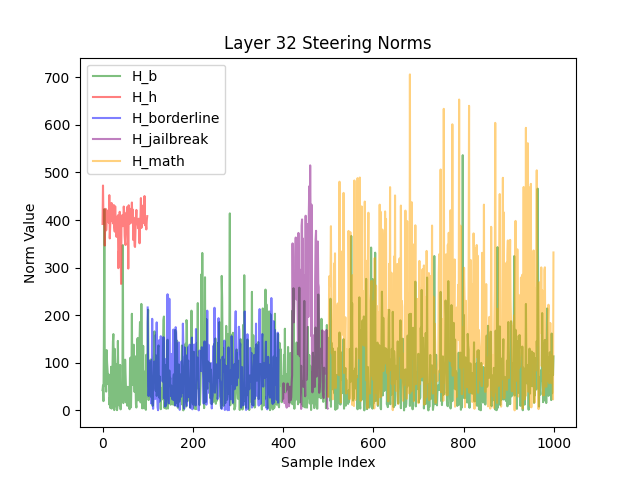 Layer 32 Steering Norms
H_b
H_h
H_borderline
H_jailbreak
H_math
Norm Value
700
600
500
400
300
200
100
0
0
200
400
600
800
1000
Sample Index